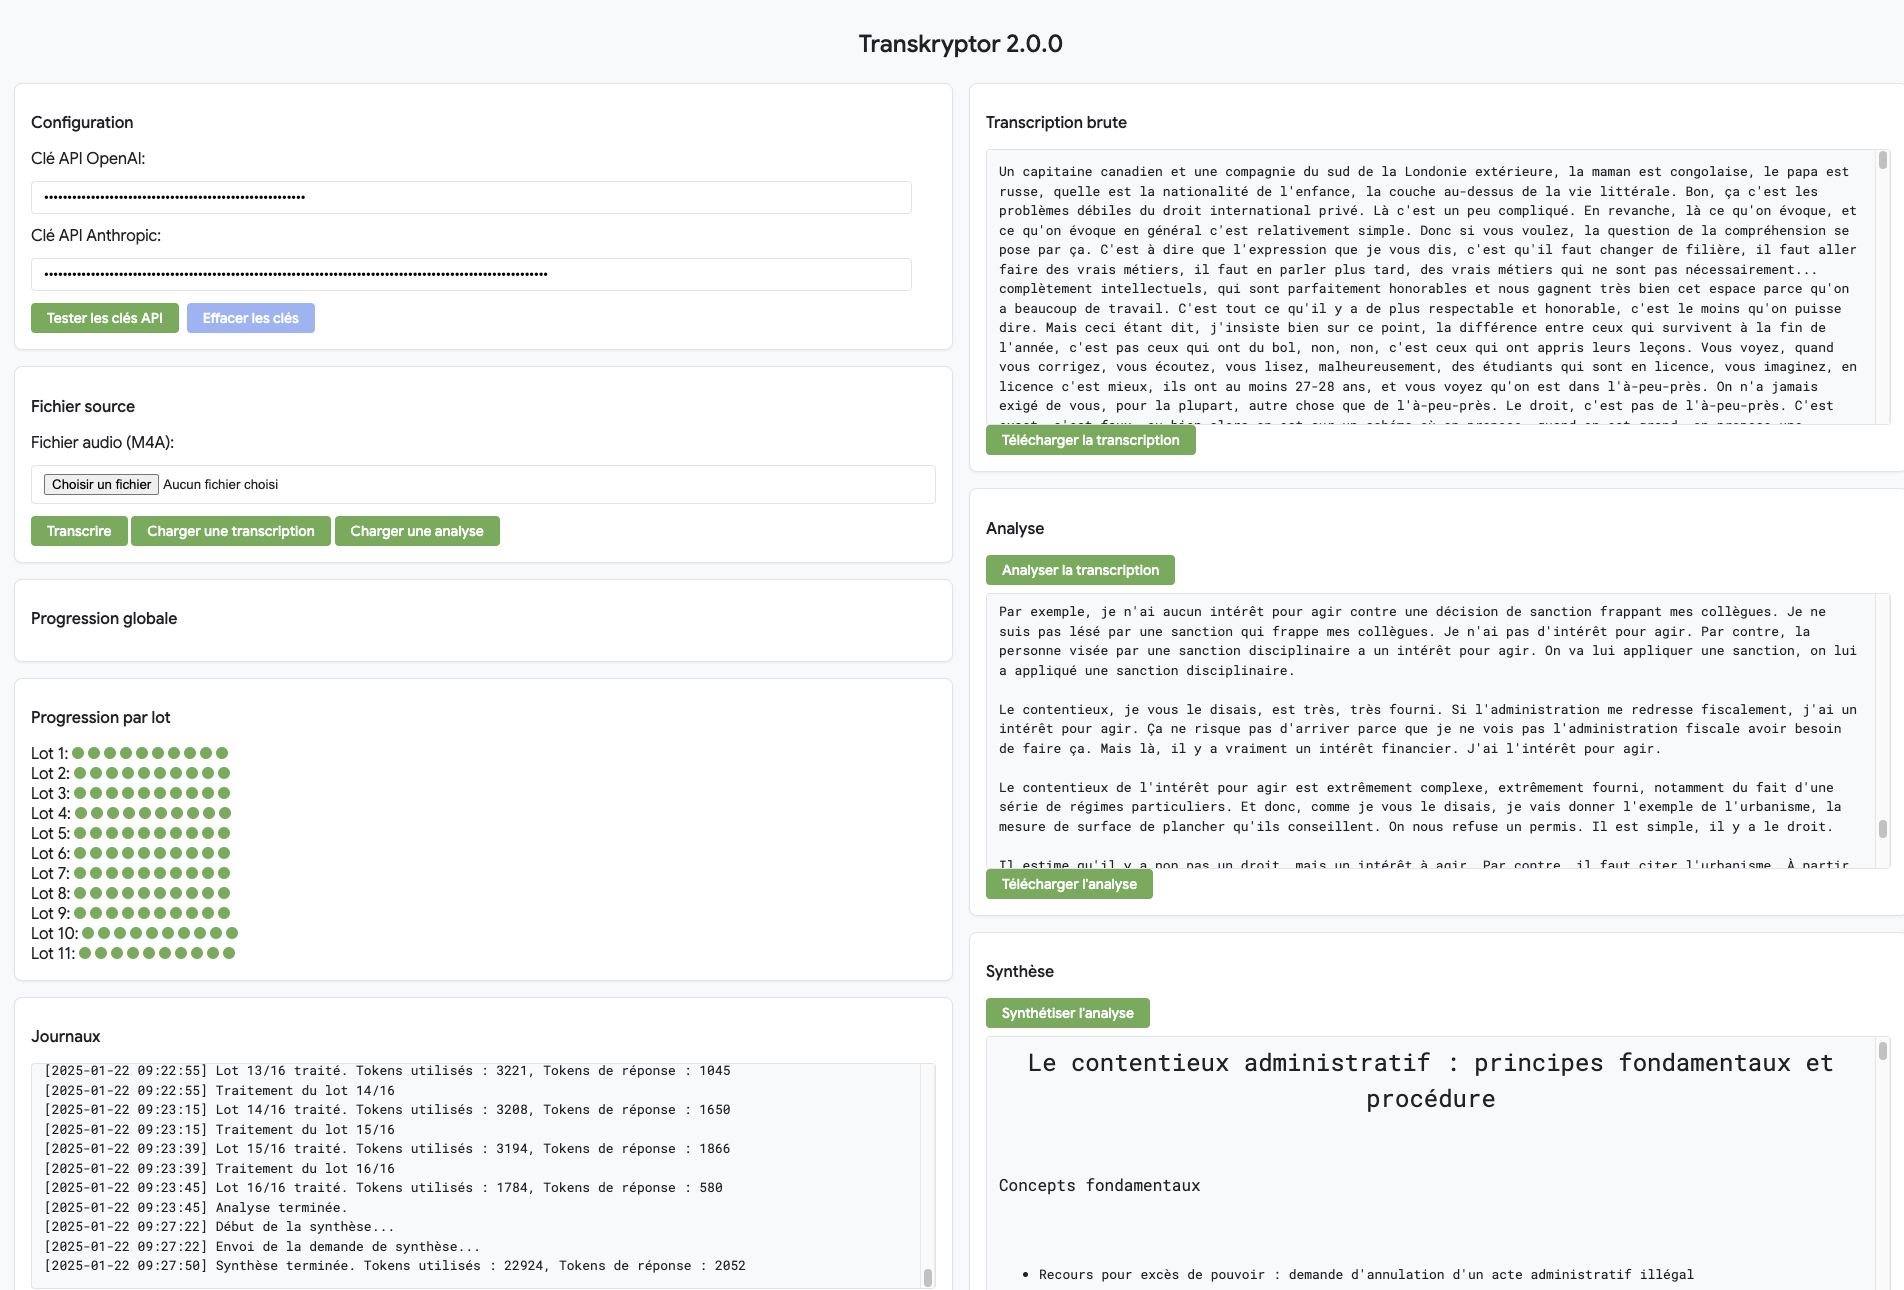 Transkryptor 2.0.0
Configuration
Clé API OpenAI:
Clé API Anthropic:
Tester les clés API
Effacer les clés
Fichier source
Fichier audio (M4A):
Choisir un fichier Aucun fichier choisi
Transcrire
Charger une transcription
Charger une analyse
Progression globale
Progression par lot
Lot 1:
Lot 2:
Lot 3:
Lot 4:
Lot 5:
Lot 6:
Lot 7:
Lot 8:
Lot 9:
Lot 10:
Lot 11:
Journaux
[2025-01-22 09:22:55] Lot 13/16 traité. Tokens utilisés : 3221, Tokens de réponse : 1045
[2025-01-22 09:22:55] Traitement du lot 14/16
[2025-01-22 09:23:15] Lot 14/16 traité. Tokens utilisés : 3208, Tokens de réponse : 1650
[2025-01-22 09:23:15] Traitement du lot 15/16
[2025-01-22 09:23:39] Lot 15/16 traité. Tokens utilisés : 3194, Tokens de réponse : 1866
[2025-01-22 09:23:39] Traitement du lot 16/16
[2025-01-22 09:23:45] Lot 16/16 traité. Tokens utilisés : 1784, Tokens de réponse : 580
[2025-01-22 09:23:45] Analyse terminée.
[2025-01-22 09:27:22] Début de la synthèse...
[2025-01-22 09:27:22] Envoi de la demande de synthèse...
[2025-01-22 09:27:50] Synthèse terminée. Tokens utilisés : 22924, Tokens de réponse : 2052
Transcription brute
Un capitaine canadien et une compagnie du sud de la Londonie extérieure, la maman est congolaise, le papa est
russe, quelle est la nationalité de l'enfance, la couche au-dessus de la vie littérale. Bon, ça c'est les
problèmes débiles du droit international privé. Là c'est un peu compliqué. En revanche, là ce qu'on évoque, et
ce qu'on évoque en général c'est relativement simple. Donc si vous voulez, la question de la compréhension se
pose par ça. C'est à dire que l'expression que je vous dis, c'est qu'il faut changer de filière, il faut aller
faire des vrais métiers, il faut en parler plus tard, des vrais métiers qui ne sont pas nécessairement...
complètement intellectuels, qui sont parfaitement honorables et nous gagnent très bien cet espace parce qu'on
a beaucoup de travail. C'est tout ce qu'il y a de plus respectable et honorable, c'est le moins qu'on puisse
dire. Mais ceci étant dit, j'insiste bien sur ce point, la différence entre ceux qui survivent à la fin de
l'année, c'est pas ceux qui ont du bol, non, non, c'est ceux qui ont appris leurs leçons. Vous voyez, quand
vous corrigez, vous écoutez, vous lisez, malheureusement, des étudiants qui sont en licence, vous imaginez, en
licence c'est mieux, ils ont au moins 27-28 ans, et vous voyez qu'on est dans l'à-peu-près. On n'a jamais
exigé de vous, pour la plupart, autre chose que de l'à-peu-près. Le droit, c'est pas de l'à-peu-près. C'est
Télécharger la transcription
Analyse
Analyser la transcription
Par exemple, je n'ai aucun intérêt pour agir contre une décision de sanction frappant mes collègues. Je ne
suis pas lésé par une sanction qui frappe mes collègues. Je n'ai pas d'intérêt pour agir. Par contre, la
personne visée par une sanction disciplinaire a un intérêt pour agir. On va lui appliquer une sanction, on lui
a appliqué une sanction disciplinaire.
Le contentieux, je vous le disais, est très, très fourni. Si l'administration me redresse fiscalement, j'ai un
intérêt pour agir. Ça ne risque pas d'arriver parce que je ne vois pas l'administration fiscale avoir besoin
de faire ça. Mais là, il y a vraiment un intérêt financier. J'ai l'intérêt pour agir.
Le contentieux de l'intérêt pour agir est extrêmement complexe, extrêmement fourni, notamment du fait d'une
série de régimes particuliers. Et donc, comme je vous le disais, je vais donner l'exemple de l'urbanisme, la
mesure de surface de plancher qu'ils conseillent. On nous refuse un permis. Il est simple, il y a le droit.
Il estime qu'il y a non pas un droit, mais un intérêt à agir. Par contre, il faut citer l'urbanisme. À partir
Télécharger l'analyse
Synthèse
Synthétiser l'analyse
Le contentieux administratif : principes fondamentaux et
procédure
Concepts fondamentaux
• Recours pour excès de pouvoir : demande d'annulation d'un acte administratif illégal